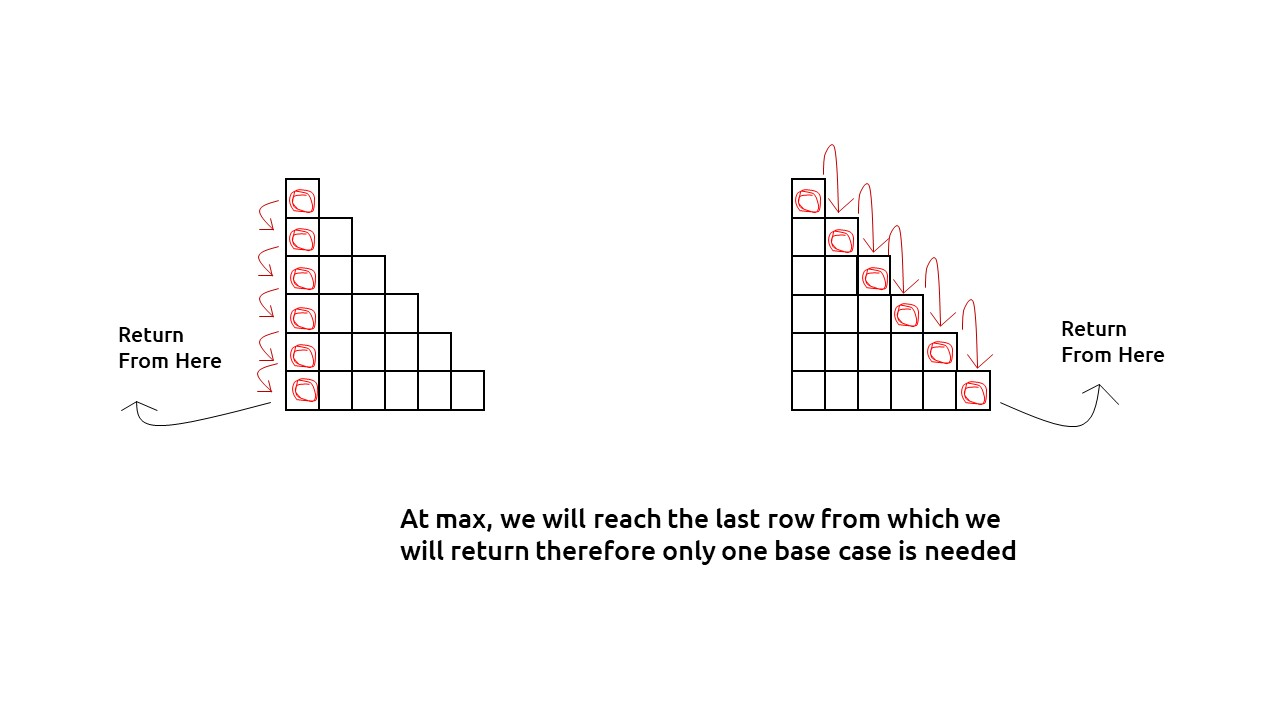 Return
From Here
Return
From Here
At max, we will reach the last row from which we
will return therefore only one base case is needed